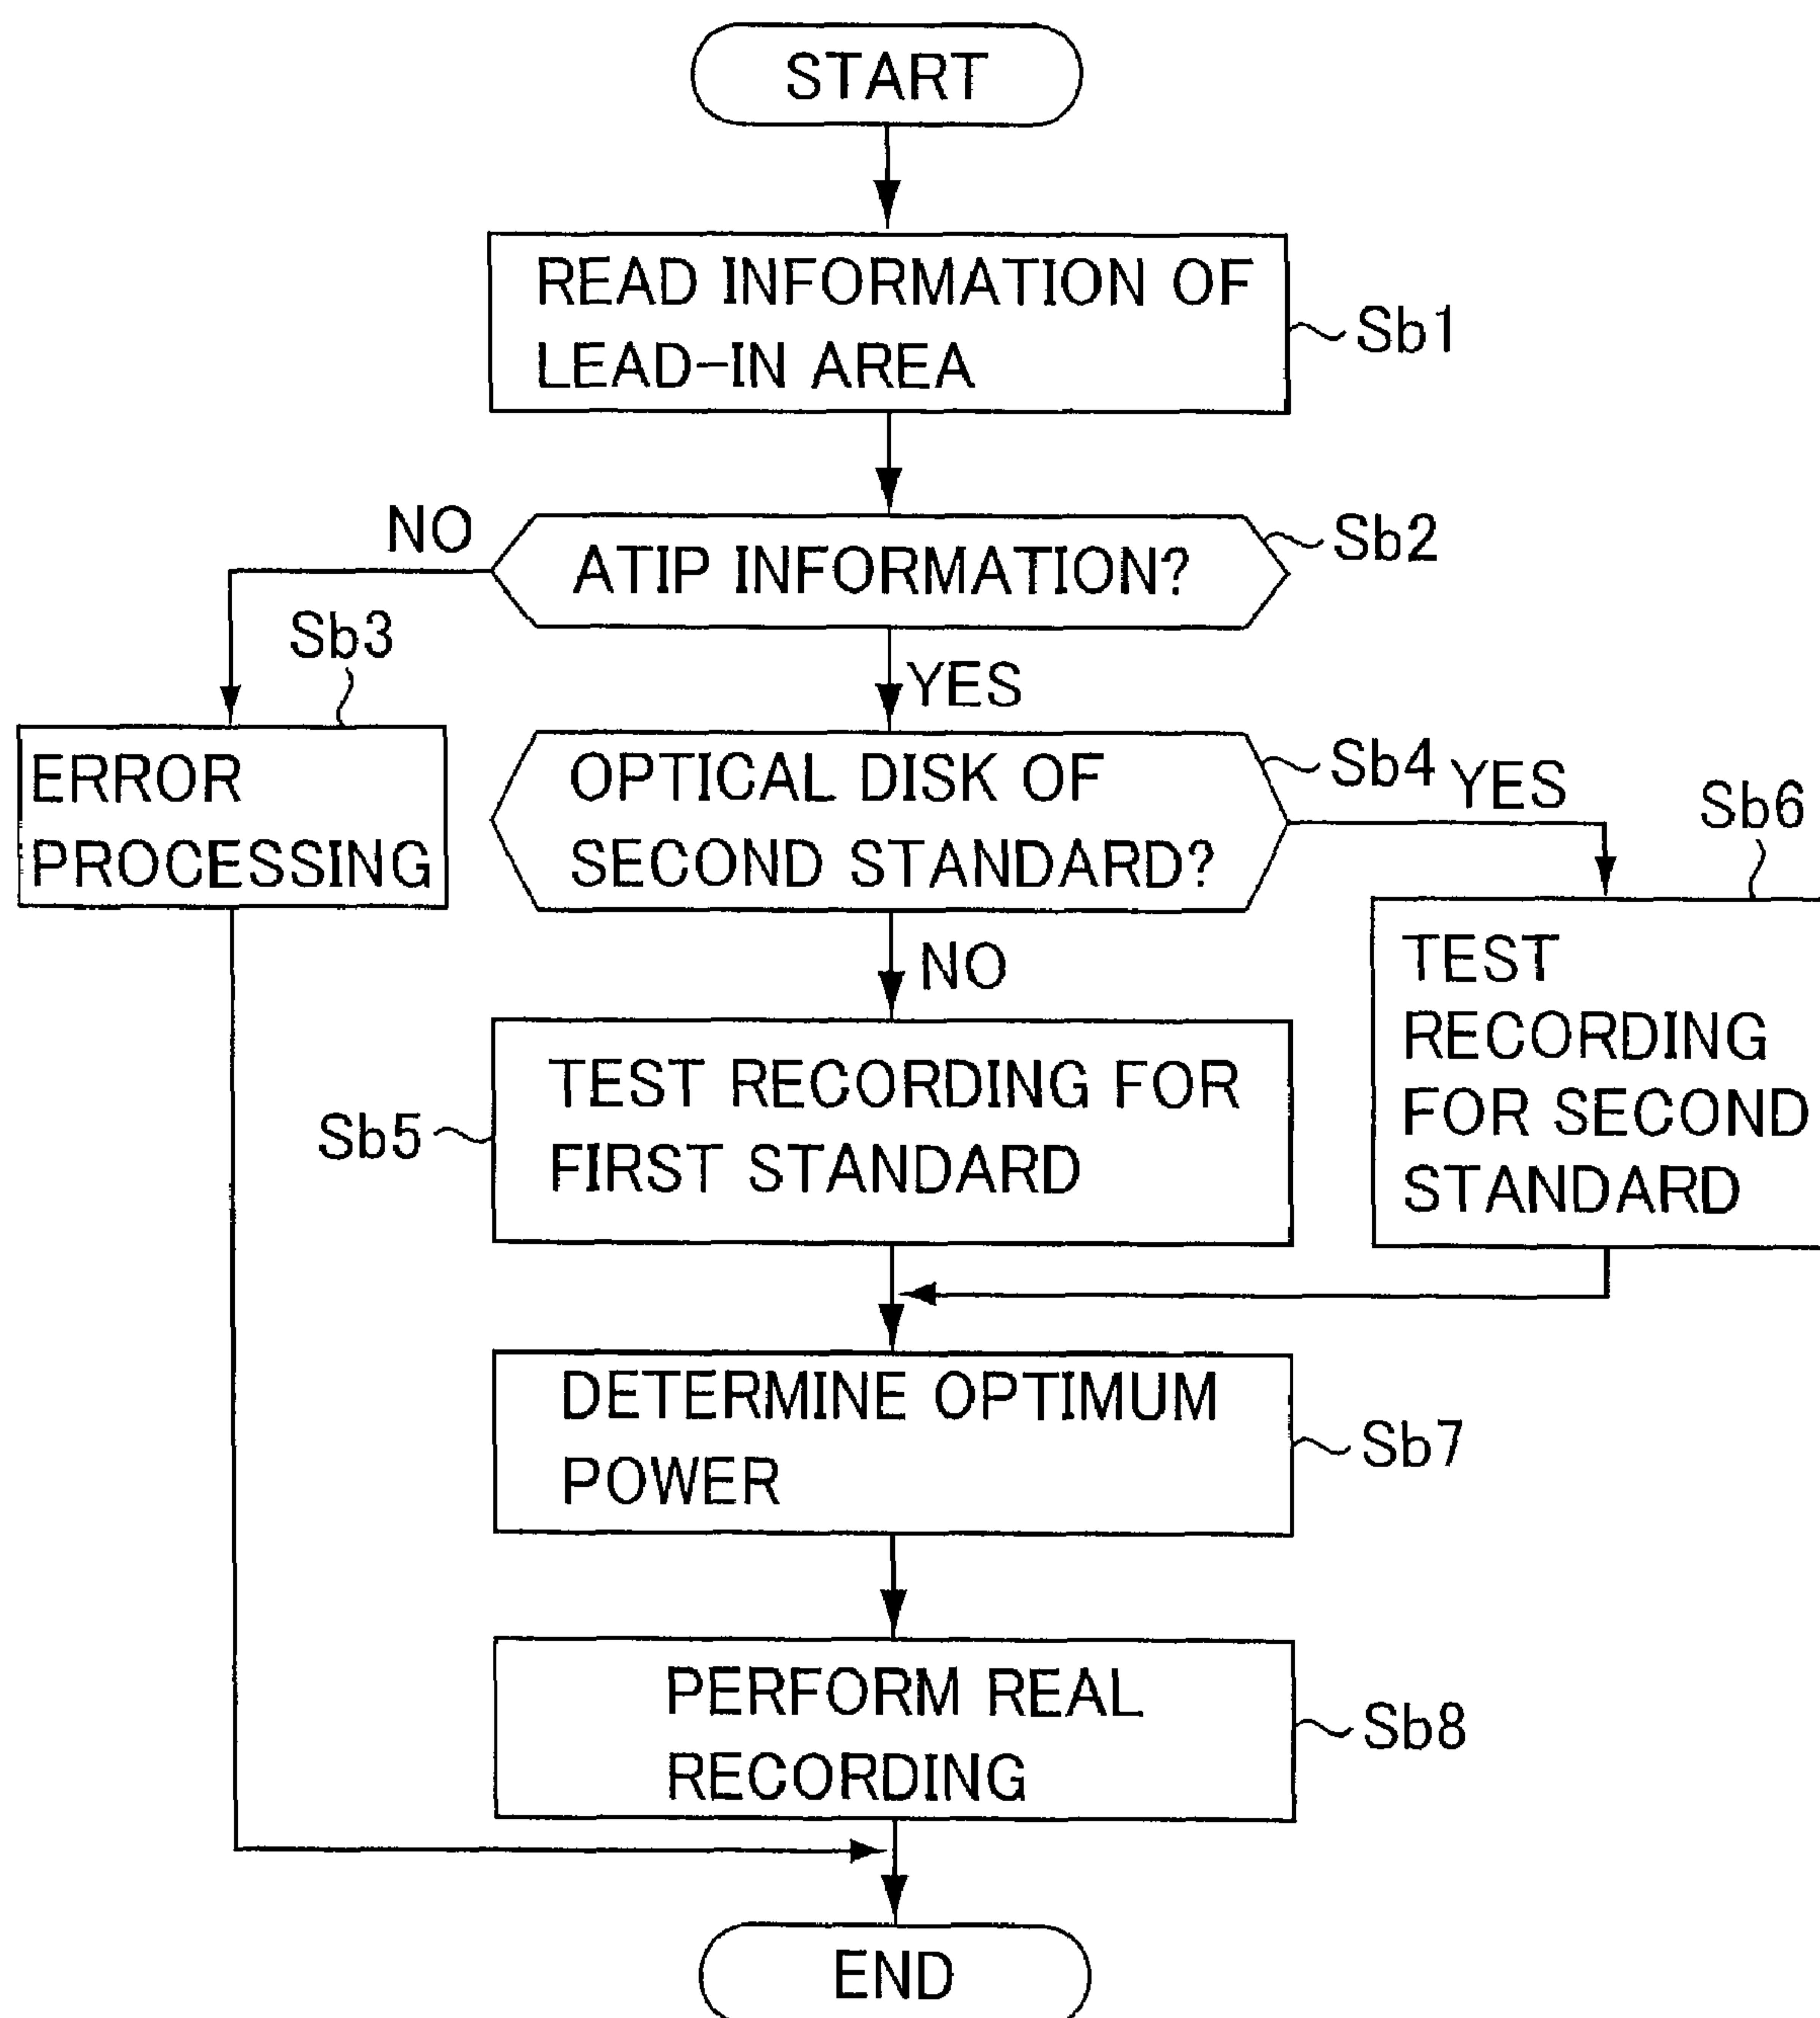 START
READ INFORMATION OF
LEAD-IN AREA
Sb1
NO
ATIP INFORMATION?
Sb2
Sb3
YES
ERROR
PROCESSING
OPTICAL DISK OF
SECOND STANDARD?
Sb4
YES
Sb6
NO
TEST
RECORDING
FOR SECOND
STANDARD
Sb5
TEST RECORDING FOR
FIRST STANDARD
DETERMINE OPTIMUM
POWER
Sb7
PERFORM REAL
RECORDING
Sb8
END